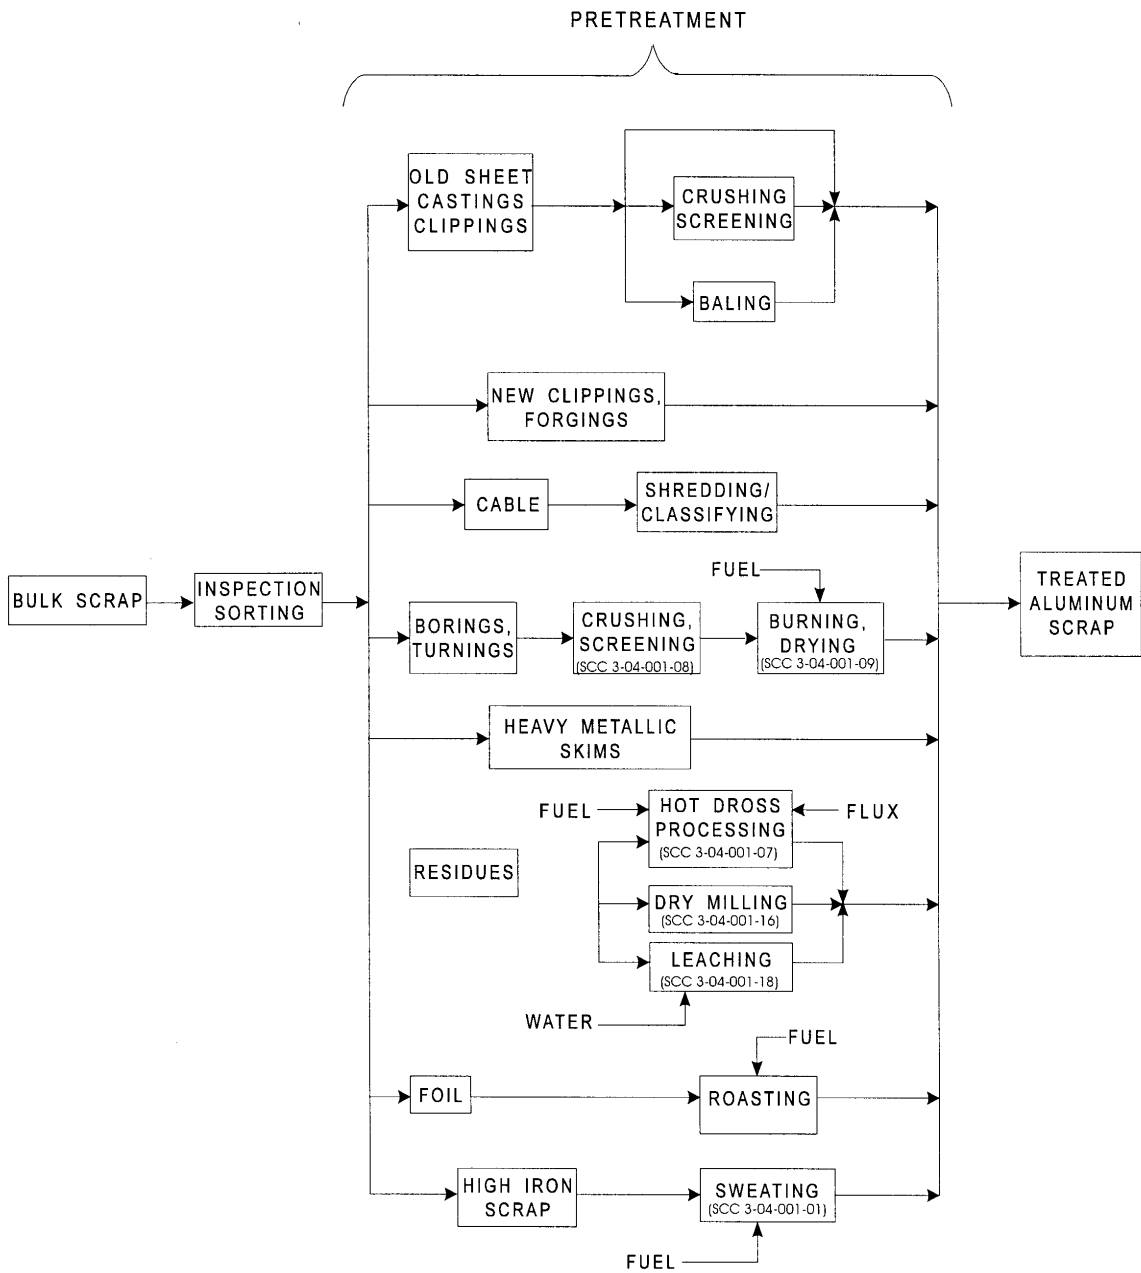 PRETREATMENT
OLD SHEET
CASTINGS
CLIPPINGS
CRUSHING
SCREENING
BALING
NEW CLIPPINGS,
FORGINGS
CABLE
SHREDDING/
CLASSIFYING
BULK SCRAP
INSPECTION
SORTING
FUEL
BORINGS,
TURNINGS
CRUSHING,
SCREENING
(SCC 3-04-001-08)
BURNING,
DRYING
(SCC 3-04-001-09)
TREATED
ALUMINUM
SCRAP
HEAVY METALLIC
SKIMS
FUEL
HOT DROSS
PROCESSING
(SCC 3-04-001-07)
FLUX
RESIDUES
DRY MILLING
(SCC 3-04-001-16)
LEACHING
(SCC 3-04-001-18)
WATER
FUEL
FOIL
ROASTING
HIGH IRON
SCRAP
SWEATING
(SCC 3-04-001-01)
FUEL